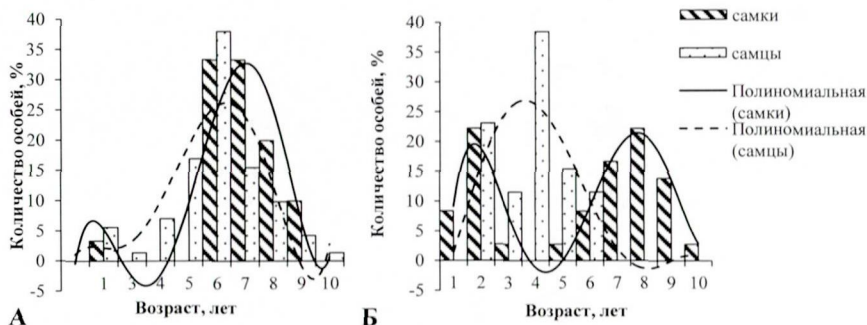 40
35
30
25
20
15
10
5
0
-5
Количество особей, %
1 3 4 5 6 7 8 9 10
Возраст, лет
А
40
35
30
25
20
15
10
5
0
-5
Количество особей, %
1 2 3 4 5 6 7 8 9 10
Возраст, лет
Б
самки
самцы
Полиномиальная
(самки)
Полиномиальная
(самцы)